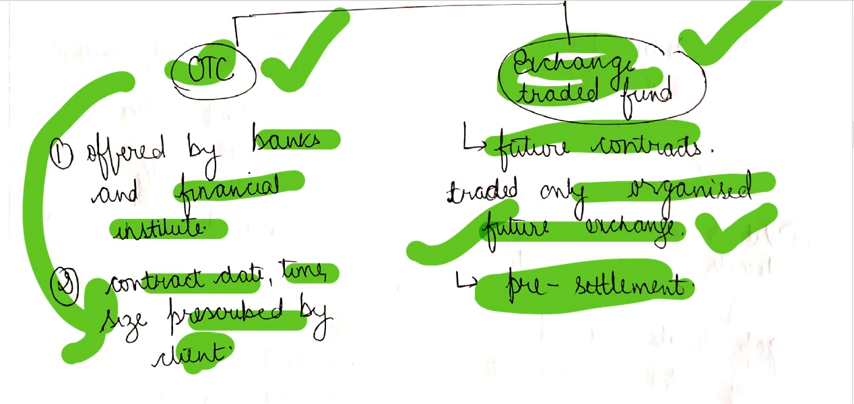 OTC
① offered by banks
and financial
institute.
② contract date, time,
size prescribed by
client.
Exchange
traded fund
↳ future contracts.
traded only organised
future exchange.
↳ pre-settlement.